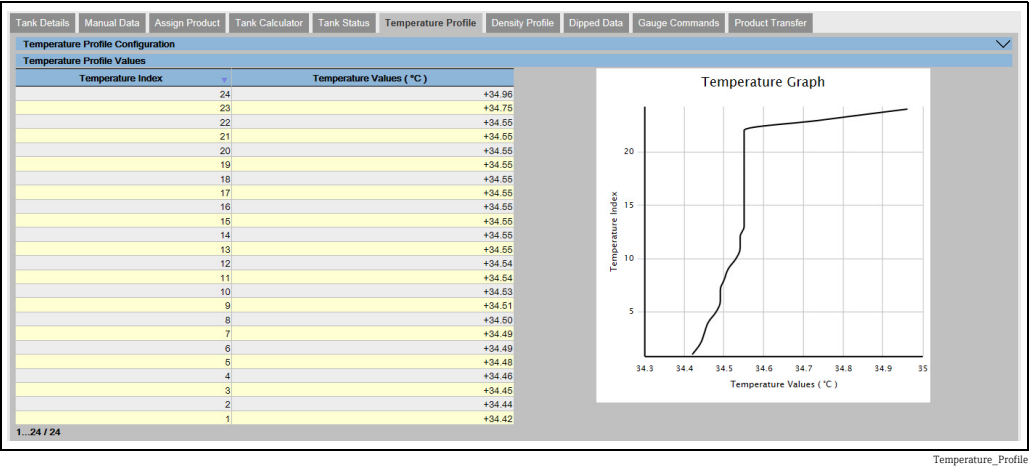 Tank Details Manual Data Assign Product Tank Calculator Tank Status Temperature Profile Density Profile Dipped Data Gauge Commands Product Transfer
Temperature Profile Configuration
Temperature Profile Values
Temperature Index Temperature Values ( °C )
24 +34.96
23 +34.75
22 +34.55
21 +34.55
20 +34.55
19 +34.55
18 +34.55
17 +34.55
16 +34.55
15 +34.55
14 +34.55
13 +34.55
12 +34.54
11 +34.54
10 +34.53
9 +34.51
8 +34.50
7 +34.49
6 +34.49
5 +34.48
4 +34.46
3 +34.45
2 +34.44
1 +34.42
1...24 / 24
Temperature Graph
Temperature Index
20
15
10
5
34.3 34.4 34.5 34.6 34.7 34.8 34.9 35
Temperature Values ( °C )
Temperature_Profile